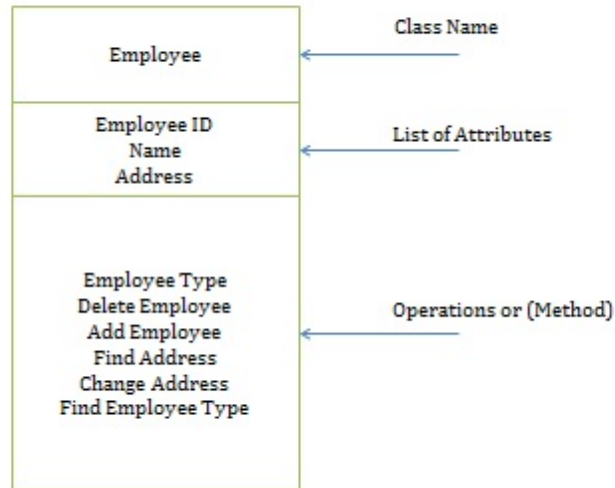 Employee
Class Name
Employee ID
Name
Address
List of Attributes
Employee Type
Delete Employee
Add Employee
Find Address
Change Address
Find Employee Type
Operations or (Method)